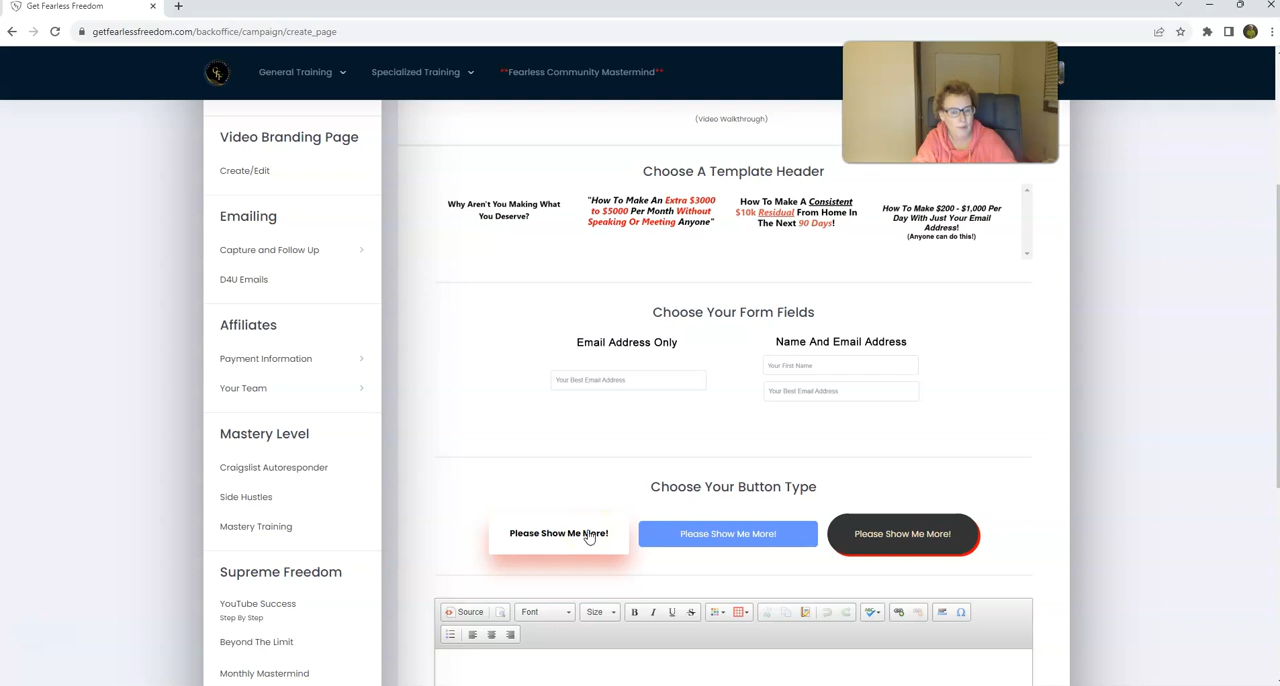 Get Fearless Freedom
getfearlessfreedom.com/backoffice/campaign/create_page
GFF
General Training
Specialized Training
**Fearless Community Mastermind**
Video Branding Page
Create/Edit
Emailing
Capture and Follow Up
D4U Emails
Affiliates
Payment Information
Your Team
Mastery Level
Craigslist Autoresponder
Side Hustles
Mastery Training
Supreme Freedom
YouTube Success
Step By Step
Beyond The Limit
Monthly Mastermind
(Video Walkthrough)
Choose A Template Header
Why Aren't You Making What
You Deserve?
"How To Make An Extra $3000
to $5000 Per Month Without
Speaking Or Meeting Anyone"
How To Make A Consistent
$10k Residual From Home In
The Next 90 Days!
How To Make $200 - $1,000 Per
Day With Just Your Email
Address!
(Anyone can do this!)
Choose Your Form Fields
Email Address Only
Your Best Email Address
Name And Email Address
Your First Name
Your Best Email Address
Choose Your Button Type
Please Show Me More!
Please Show Me More!
Please Show Me More!
Source
Font
Size
B I U S
Ω